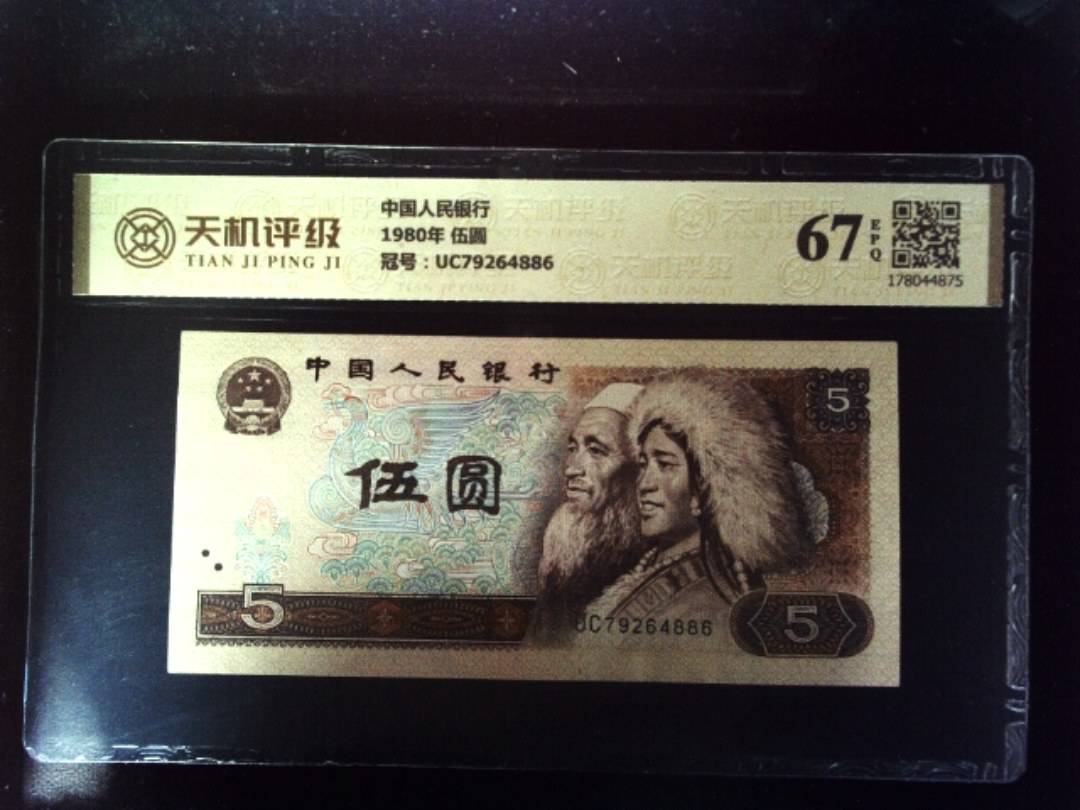 天机评级
TIAN JI PING JI
中国人民银行
1980年 伍圆
冠号：UC79264886
67
EPQ
178044875
中国人民银行
5
伍圆
5
UC79264886
5